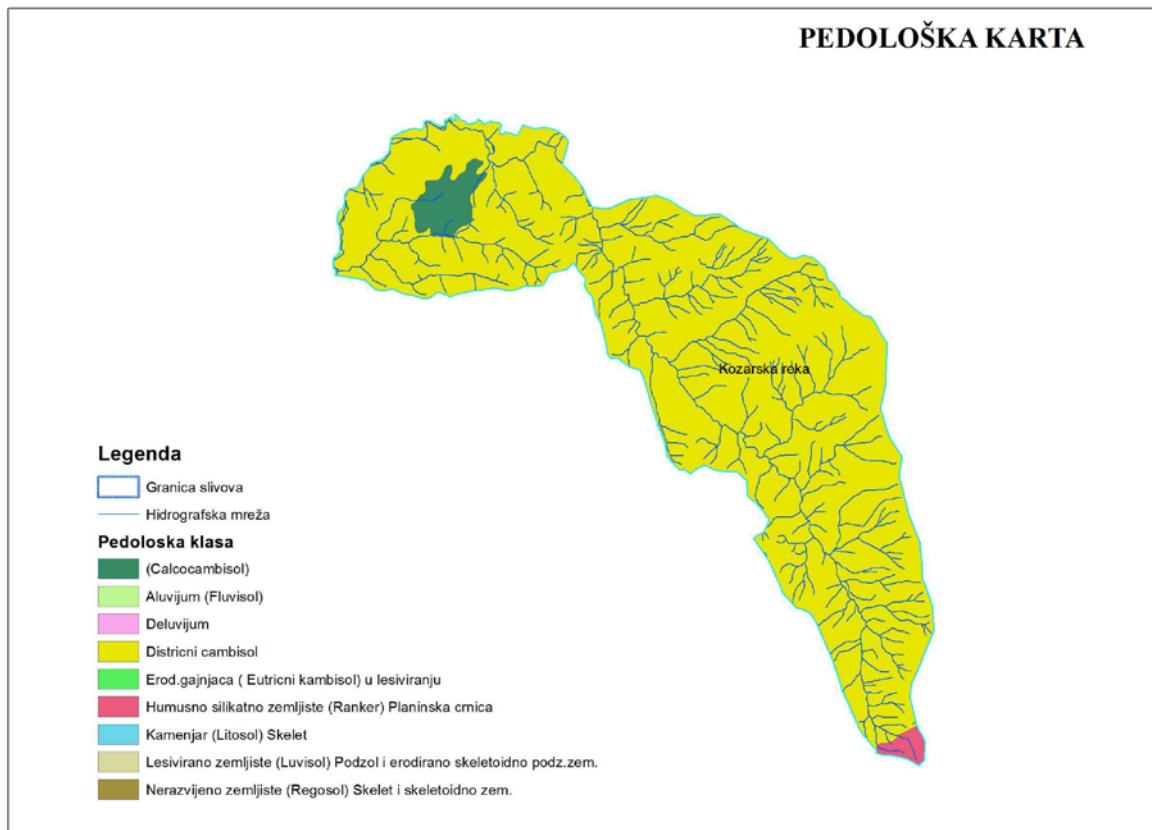 PEDOLOŠKA KARTA
Kozarska reka
Legenda
Granica slivova
Hidrografska mreža
Pedoloska klasa
(Calcocambisol)
Aluvijum (Fluvisol)
Deluvijum
Districni cambisol
Erod.gajnjaca ( Eutricni kambisol) u lesiviranju
Humusno silikatno zemljiste (Ranker) Planinska crnica
Kamenjar (Litosol) Skelet
Lesivirano zemljiste (Luvisol) Podzol i erodirano skeletoidno podz.zem.
Nerazvijeno zemljiste (Regosol) Skelet i skeletoidno zem.